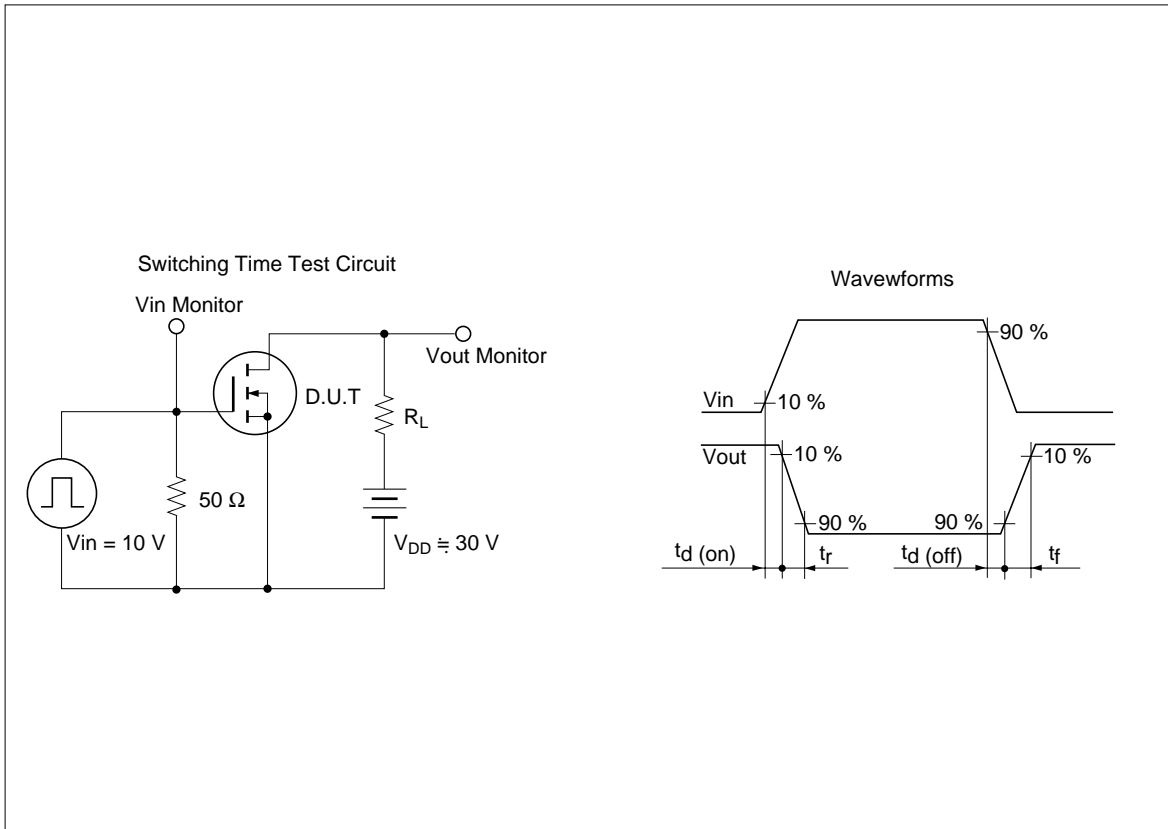 Switching Time Test Circuit
Vin Monitor
Vout Monitor
D.U.T
RL
50 Ω
Vin = 10 V
VDD ≒ 30 V
Wavewforms
90 %
Vin
10 %
Vout
10 %
10 %
90 %
90 %
td (on)
tr
td (off)
tf